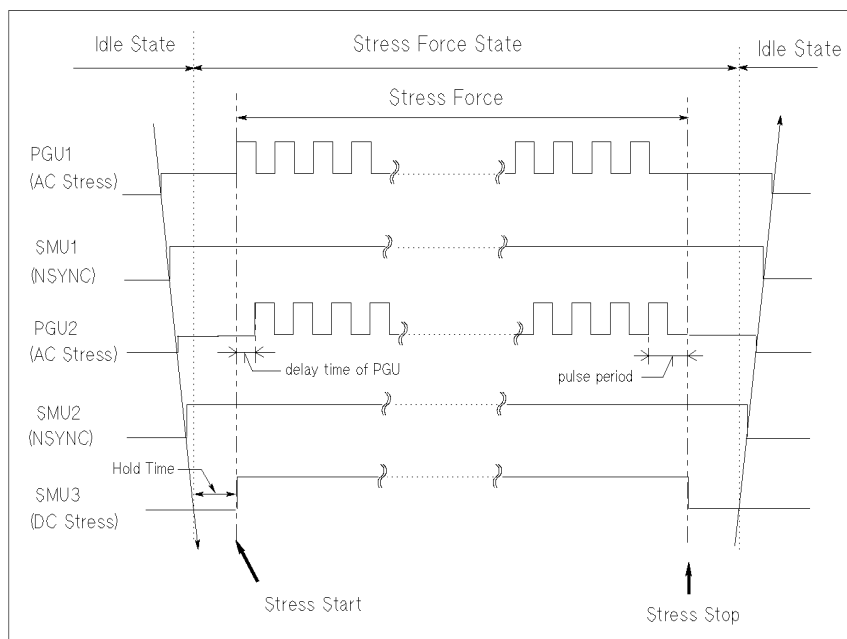 Idle State
Stress Force State
Idle State
Stress Force
PGU1
(AC Stress)
SMU1
(NSYNC)
PGU2
(AC Stress)
delay time of PGU
pulse period
SMU2
(NSYNC)
Hold Time
SMU3
(DC Stress)
Stress Start
Stress Stop